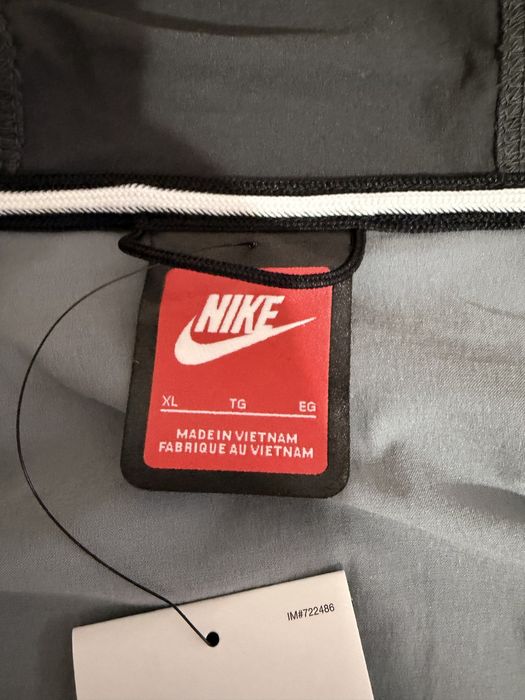 NIKE
XL TG EG
MADE IN VIETNAM
FABRIQUE AU VIETNAM
IM#722486